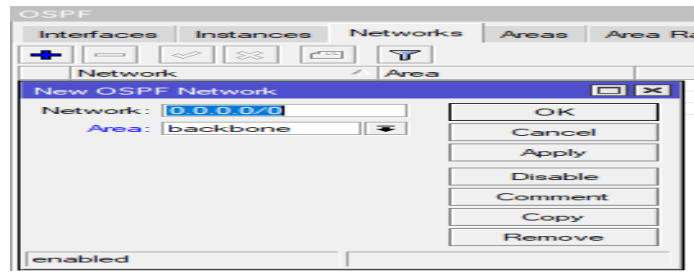 OSPF
Interfaces Instances Networks Areas Area Ra
Network Area
New OSPF Network
Network: 0.0.0.0/0 OK
Area: backbone Cancel
Apply
Disable
Comment
Copy
Remove
enabled